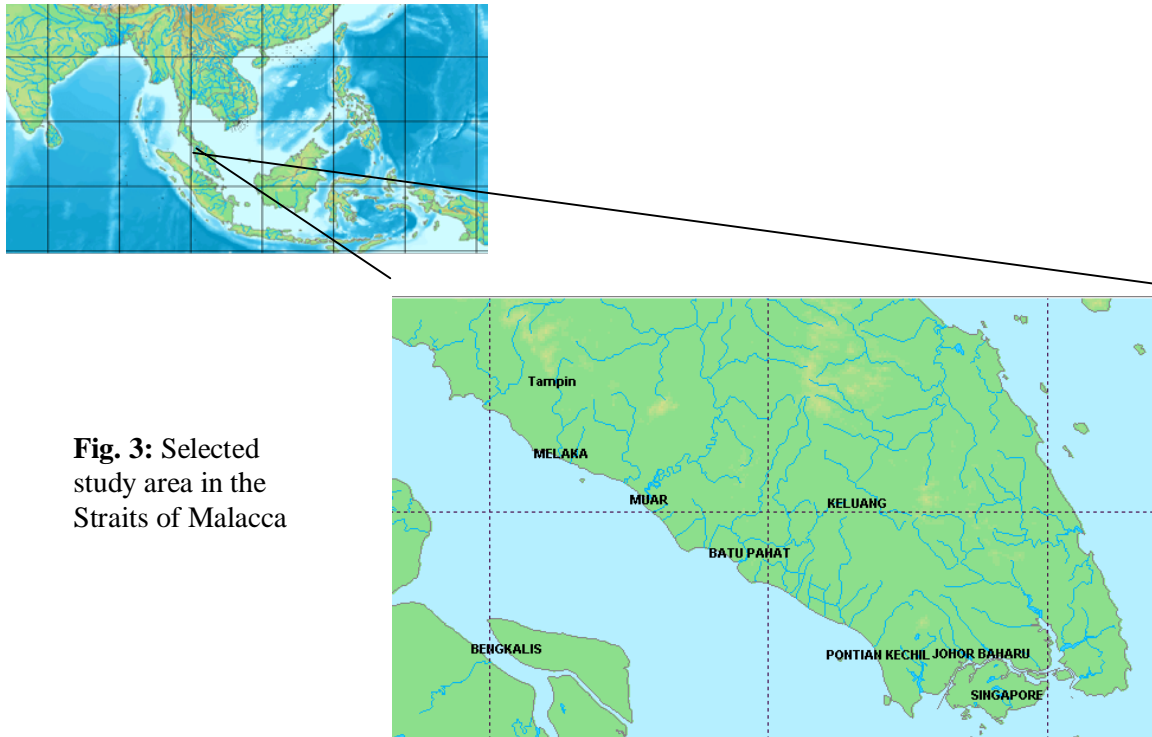 Fig. 3: Selected
study area in the
Straits of Malacca
Tampin
MELAKA
MUAR
KELUANG
BATU PAHAT
BENGKALIS
PONTIAN KECHIL
JOHOR BAHARU
SINGAPORE